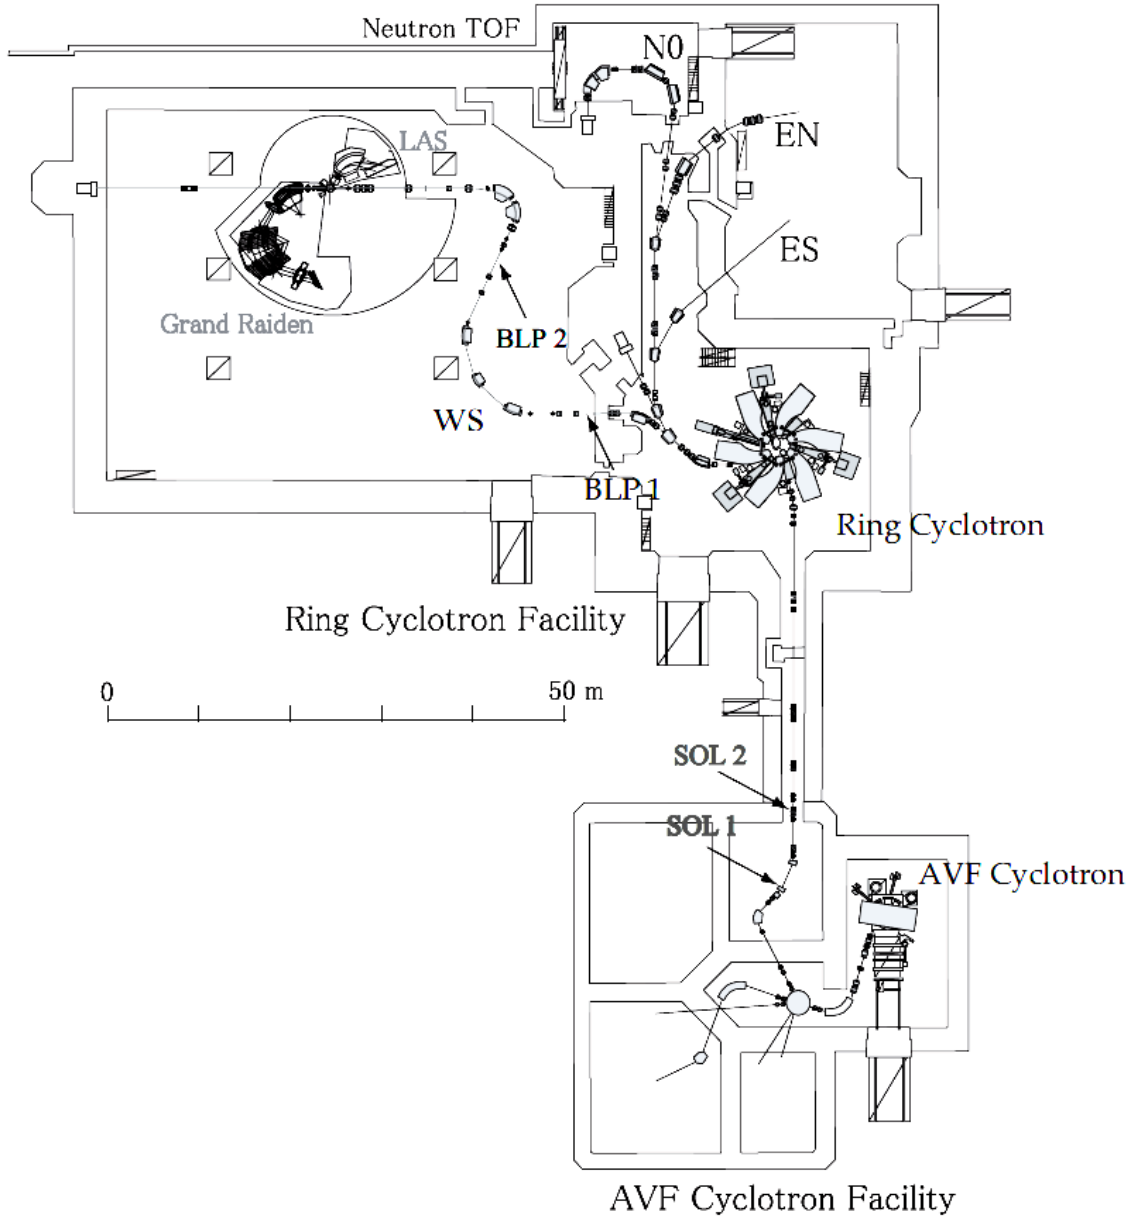 Neutron TOF
N0
LAS
EN
ES
Grand Raiden
BLP 2
WS
BLP 1
Ring Cyclotron
Ring Cyclotron Facility
0 50 m
SOL 2
SOL 1
AVF Cyclotron
AVF Cyclotron Facility